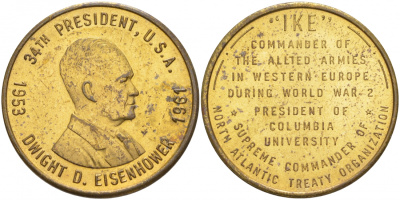 34TH PRESIDENT, U.S.A.
1953
1961
DWIGHT D. EISENHOWER
"IKE"
COMMANDER OF
THE ALLIED ARMIES
IN WESTERN EUROPE
DURING WORLD WAR-2
PRESIDENT OF
COLUMBIA
UNIVERSITY
SUPREME COMMANDER OF
NORTH ATLANTIC TREATY ORGANIZATION